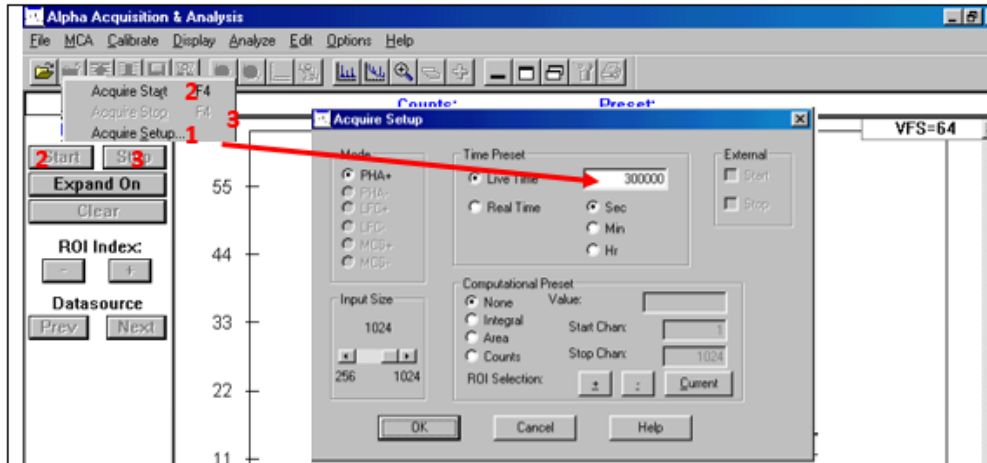 Alpha Acquisition & Analysis
File MCA Calibrate Display Analyze Edit Options Help
Acquire Start 2 F4
Acquire Stop F4
3
Acquire Setup... 1
Counts: Preset:
VFS=64
Start 2 Stop 3
Expand On
Clear
ROI Index:
- +
Datasource
Prev Next
55
44
33
22
11
Acquire Setup
Mode
PHA+
PHA-
LFC+
LFC-
MCS+
MCS-
Time Preset
Live Time 300000
Real Time Sec
Min
Hr
External
Start
Stop
Input Size
1024
256 1024
Computational Preset
None Value:
Integral Start Chan: 1
Area
Counts Stop Chan: 1024
ROI Selection: + - Current
OK Cancel Help